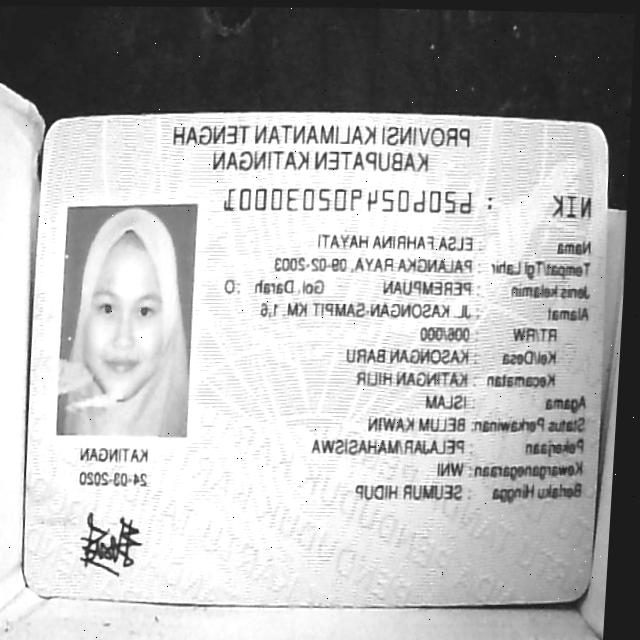 PROVINSI KALIMANTAN TENGAH
KABUPATEN KATINGAN
NIK : 6206024902030001
Nama : ELSA FAHRINA HAYATI
Tempat/Tgl Lahir : PALANGKA RAYA, 09-02-2003
Jenis kelamin : PEREMPUAN Gol. Darah : O
Alamat : JL. KASONGAN-SAMPIT KM. 1,6
RT/RW : 006/000
Kel/Desa : KASONGAN BARU
Kecamatan : KATINGAN HILIR
Agama : ISLAM
Status Perkawinan: BELUM KAWIN
Pekerjaan : PELAJAR/MAHASISWA
Kewarganegaraan: WNI
Berlaku Hingga : SEUMUR HIDUP
KATINGAN
24-03-2020